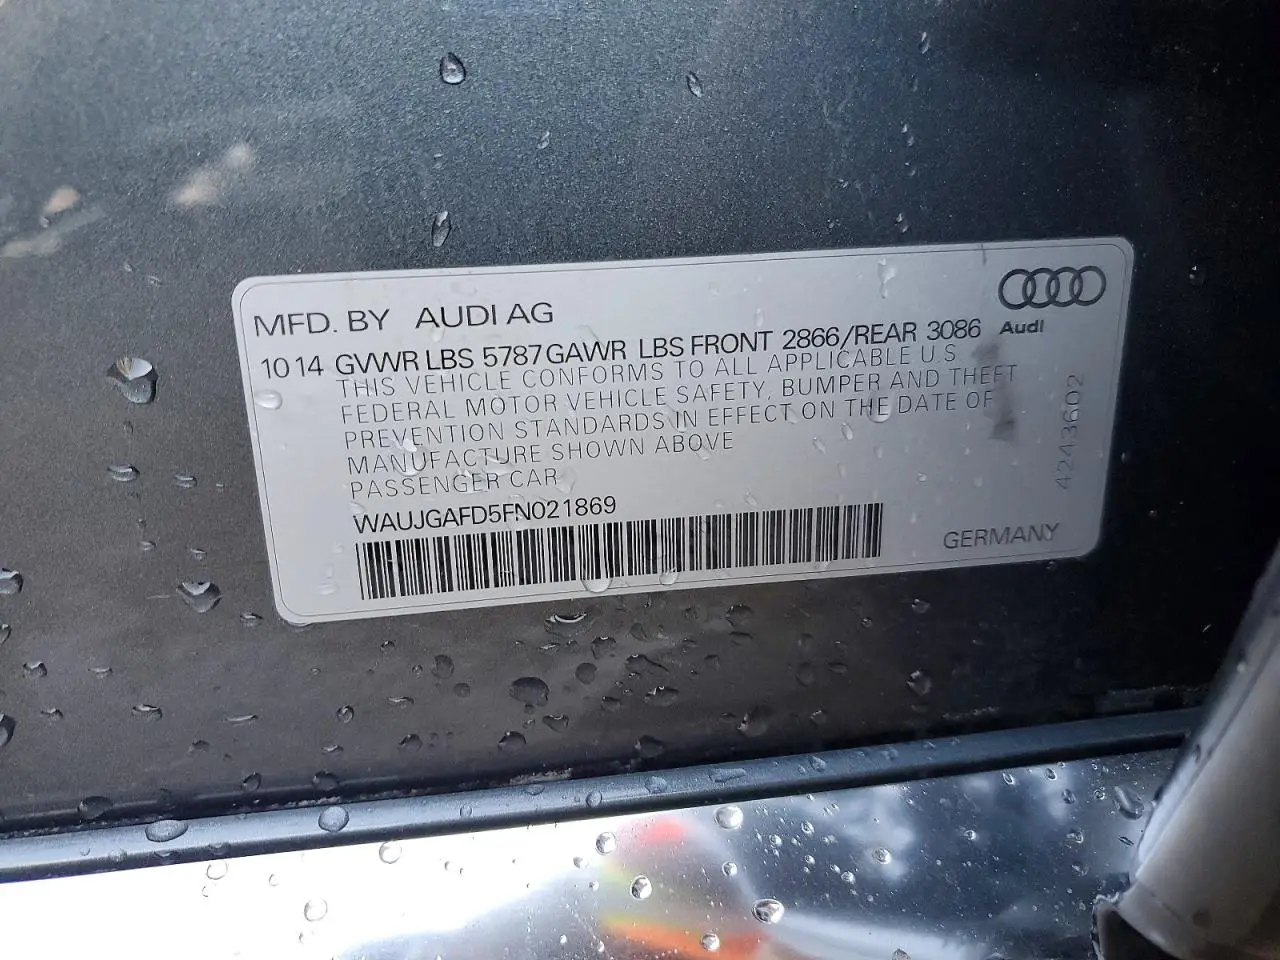 MFD. BY AUDI AG
Audi
10 14 GVWR LBS 5787 GAWR LBS FRONT 2866/REAR 3086
THIS VEHICLE CONFORMS TO ALL APPLICABLE U.S
FEDERAL MOTOR VEHICLE SAFETY, BUMPER AND THEFT
PREVENTION STANDARDS IN EFFECT ON THE DATE OF
MANUFACTURE SHOWN ABOVE
PASSENGER CAR
WAUJGAFD5FN021869
GERMANY
4243602